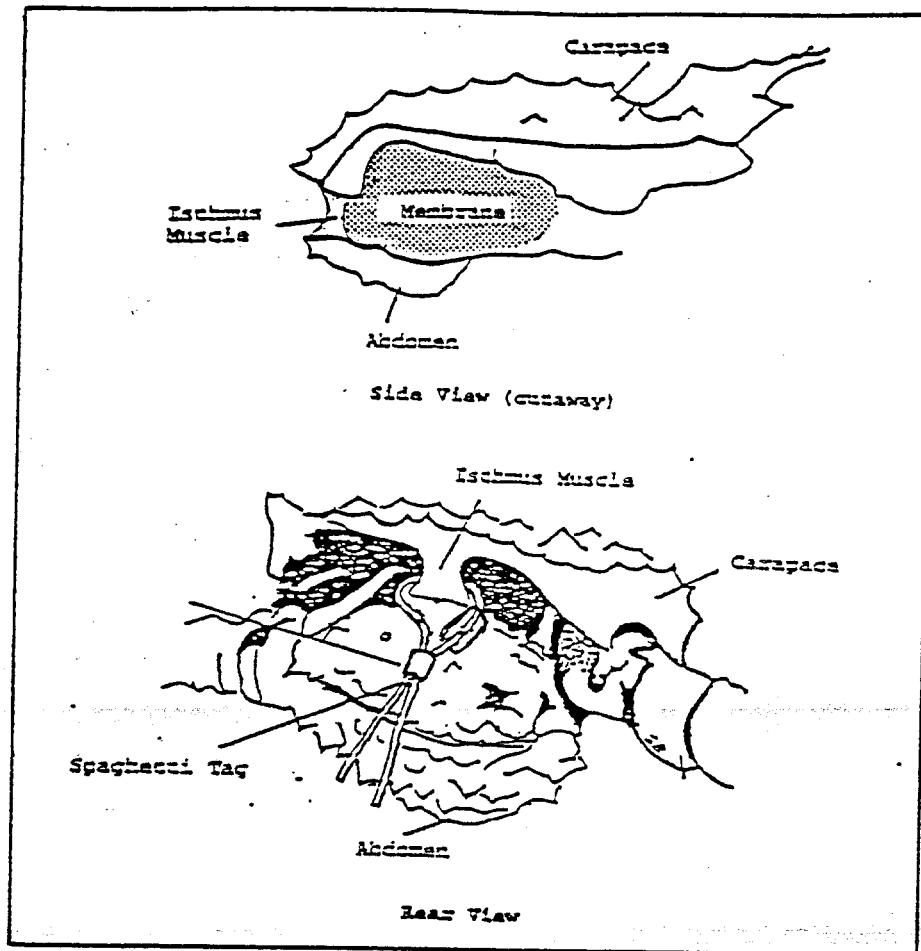 Carapace
Isthmus
Muscle
Membrane
Abdomen
Side View (cutaway)
Isthmus Muscle
Carapace
Spaghetti Tag
Abdomen
Rear View